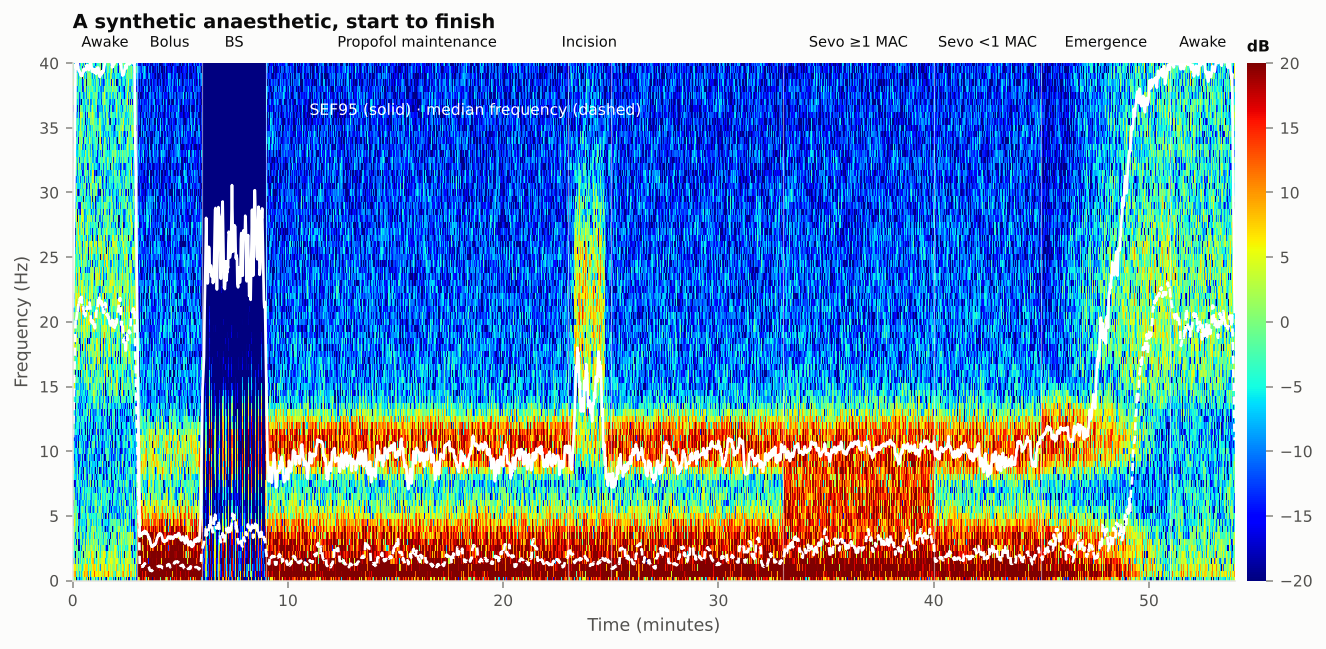 A synthetic anaesthetic, start to finish
Awake Bolus BS Propofol maintenance Incision Sevo ≥1 MAC Sevo <1 MAC Emergence Awake
dB
SEF95 (solid) · median frequency (dashed)
Frequency (Hz)
40
35
30
25
20
15
10
5
0
0 10 20 30 40 50
Time (minutes)
20
15
10
5
0
−5
−10
−15
−20